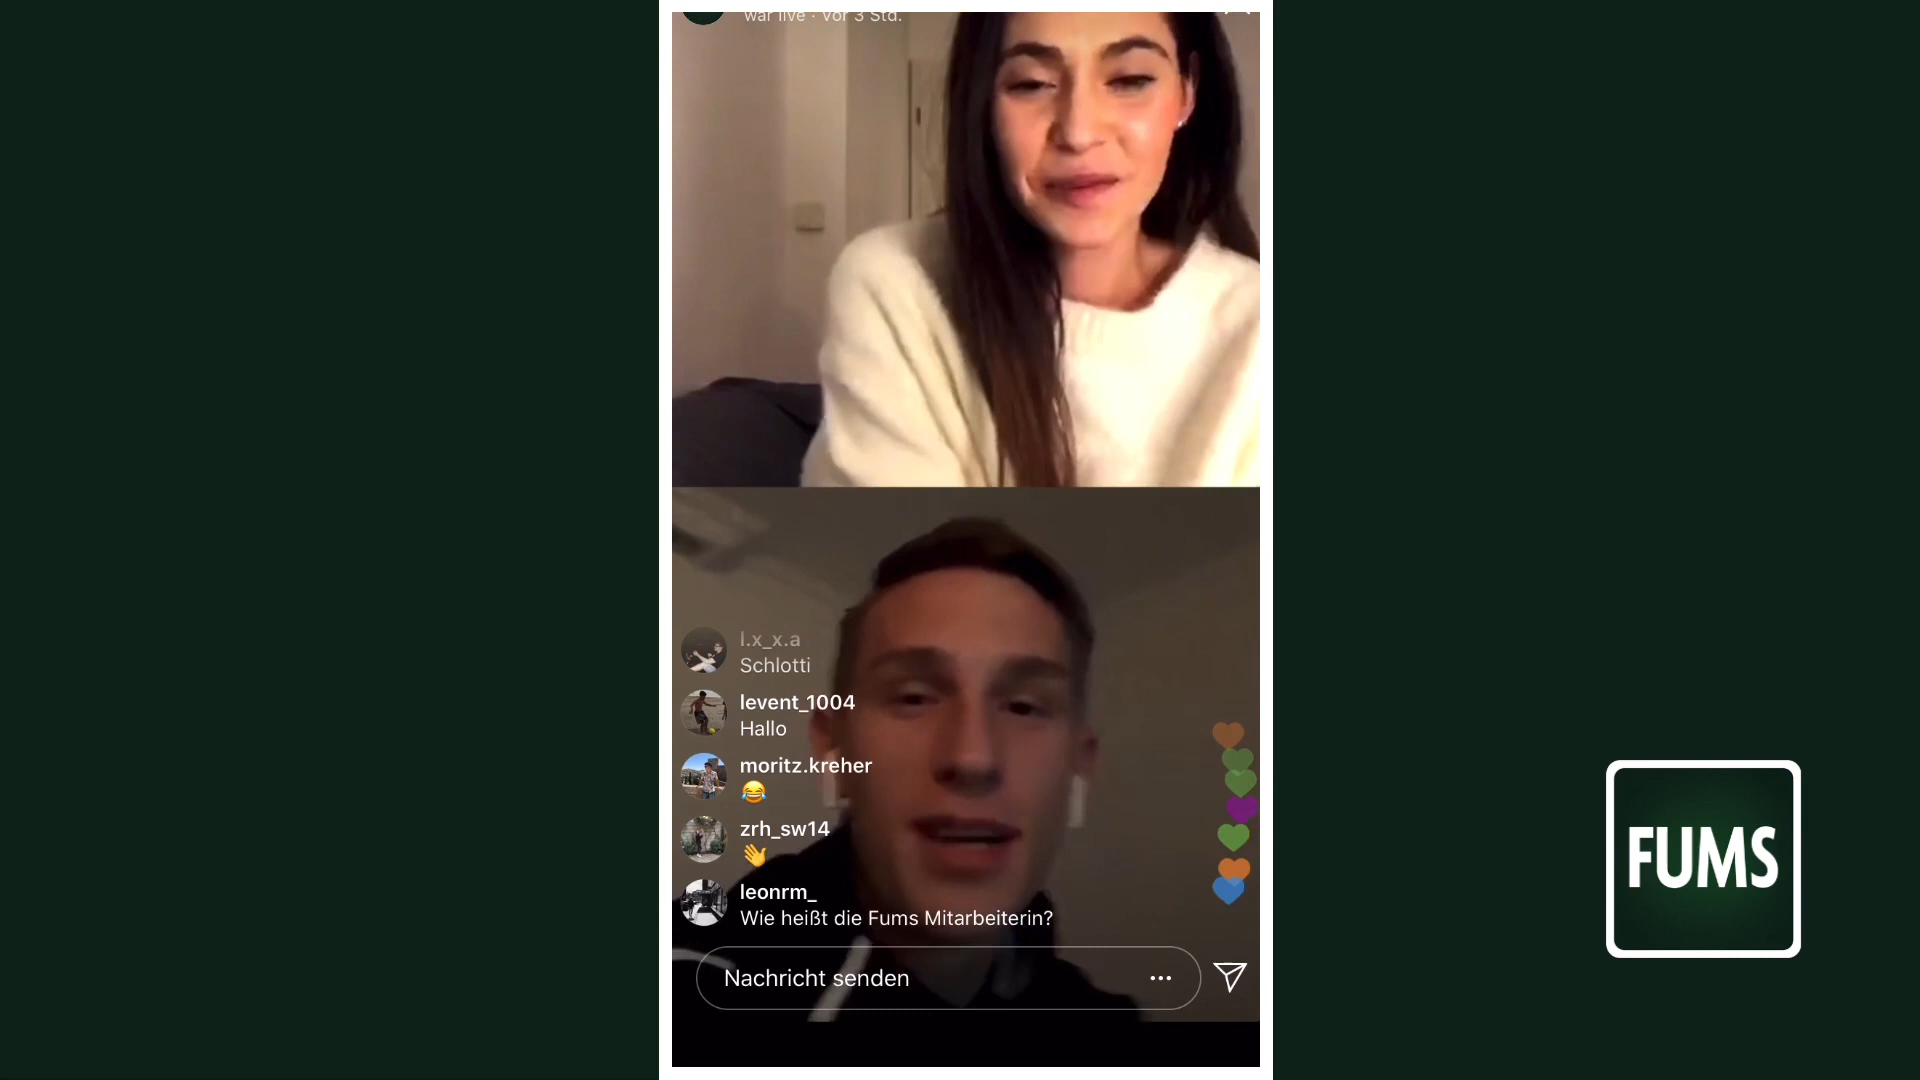 war live · Vor 3 Std.
l.x_x.a
Schlotti
levent_1004
Hallo
moritz.kreher
😂
zrh_sw14
👋
leonrm_
Wie heißt die Fums Mitarbeiterin?
Nachricht senden
FUMS